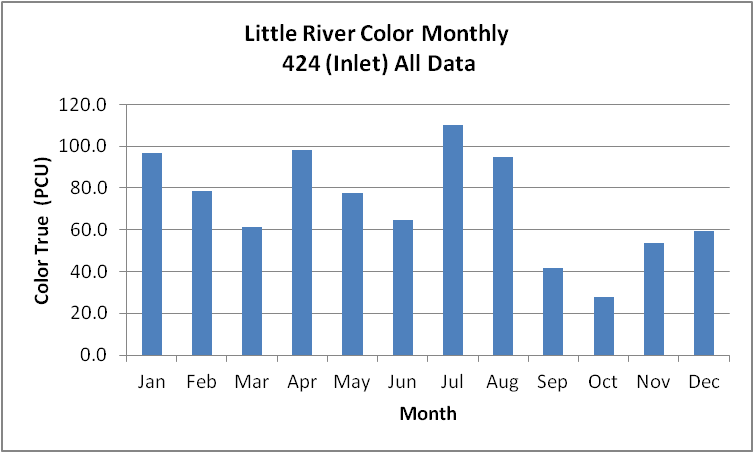 Little River Color Monthly
424 (Inlet) All Data
Color True (PCU)
120.0
100.0
80.0
60.0
40.0
20.0
0.0
Jan Feb Mar Apr May Jun Jul Aug Sep Oct Nov Dec
Month